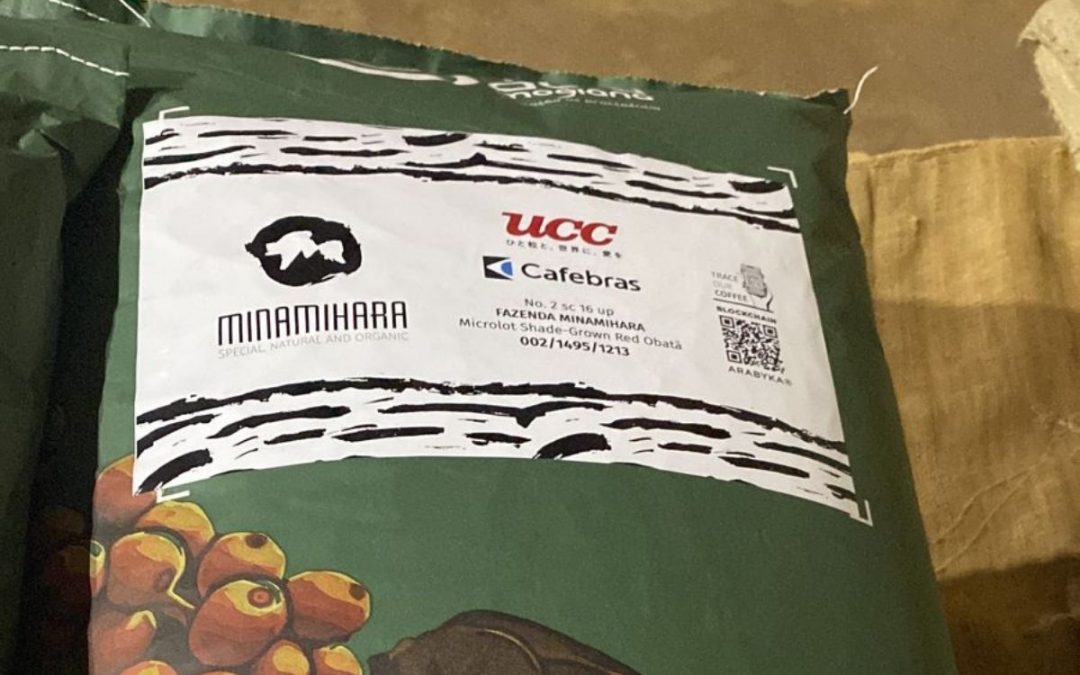 MINAMIHARA
SPECIAL, NATURAL AND ORGANIC
UCC
ひと粒と、世界に、愛を
Cafebras
No. 2 sc 16 up
FAZENDA MINAMIHARA
Microlot Shade-Grown Red Obatã
002/1495/1213
TRACE
OUR
COFFEE
BLOCKCHAIN
ARABYKA®